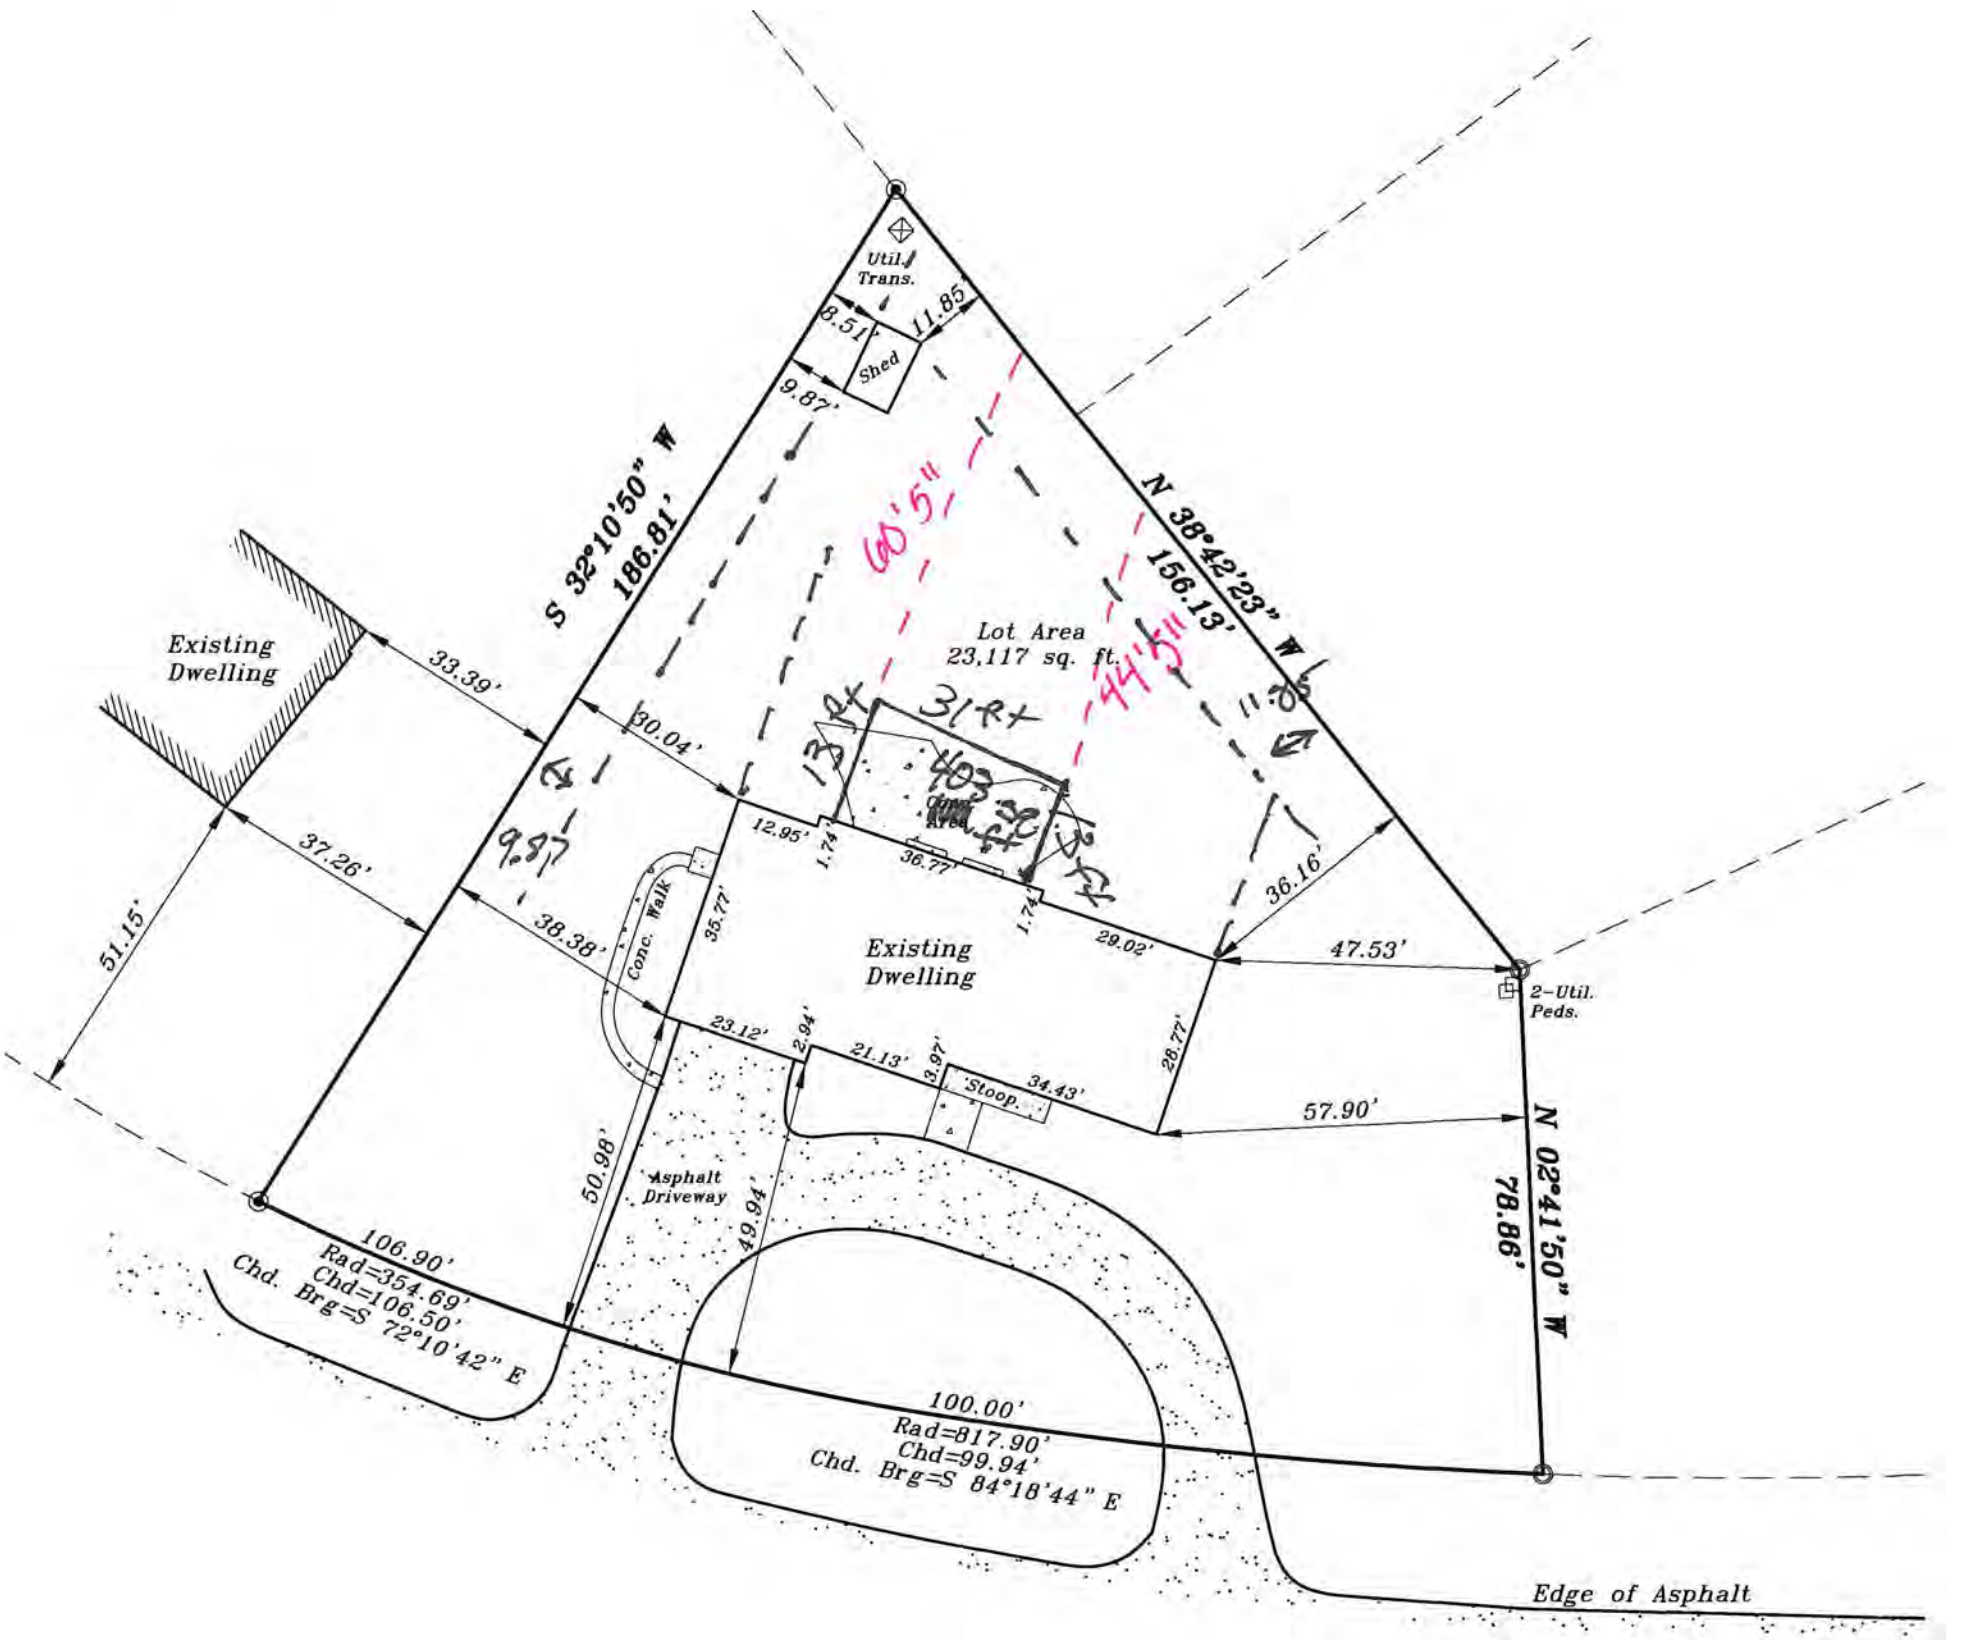 Util.
Trans.
8.51'
11.85'
Shed
9.87'
S 32°10'50" W
186.81'
60'5"
N 38°42'23" W
156.13'
Existing
Dwelling
33.39'
Lot Area
23,117 sq. ft.
44'5"
11.85'
30.04'
13 ft
31 ft
403 sq ft
Area
37.26'
9.87
12.95'
1.74'
36.77'
13 ft
1.74'
29.02'
36.16'
51.15'
38.38'
Conc. Walk
35.77'
Existing
Dwelling
47.53'
2-Util.
Peds.
23.12'
2.94'
21.13'
3.97'
Stoop.
34.43'
28.77'
57.90'
N 02°41'50" W
78.86'
50.98'
Asphalt
Driveway
49.94'
106.90'
Rad=354.69'
Chd=106.50'
Chd. Brg=S 72°10'42" E
100.00'
Rad=817.90'
Chd=99.94'
Chd. Brg=S 84°18'44" E
Edge of Asphalt